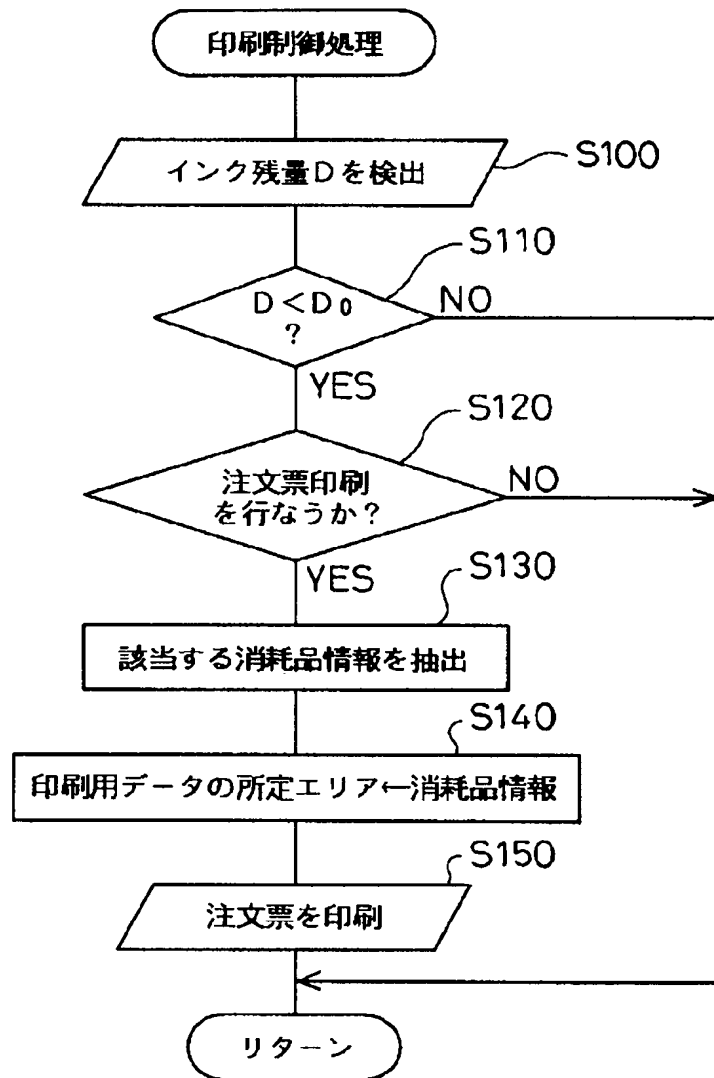 印刷制御処理
インク残量Dを検出
S100
S110
D<D0
?
NO
YES
S120
注文票印刷
を行なうか?
NO
YES
S130
該当する消耗品情報を抽出
S140
印刷用データの所定エリア←消耗品情報
S150
注文票を印刷
リターン